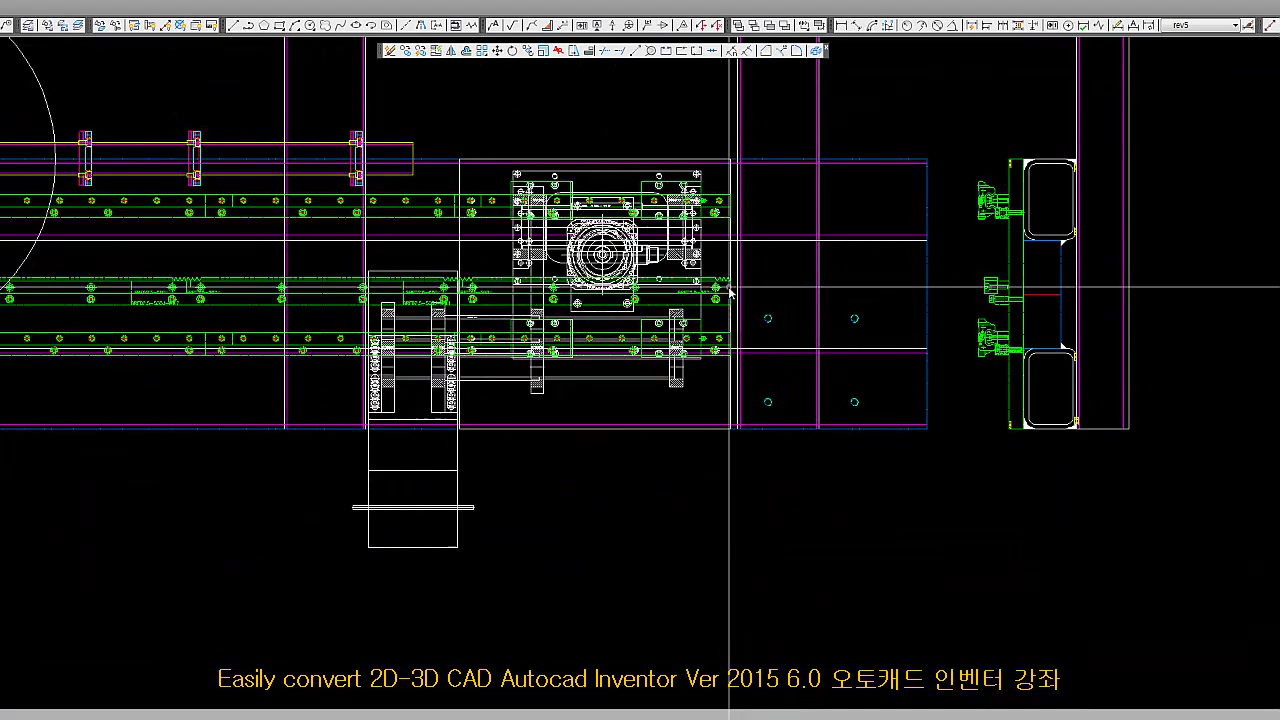 rev5
Easily convert 2D-3D CAD Autocad Inventor Ver 2015 6.0 오토캐드 인벤터 강좌